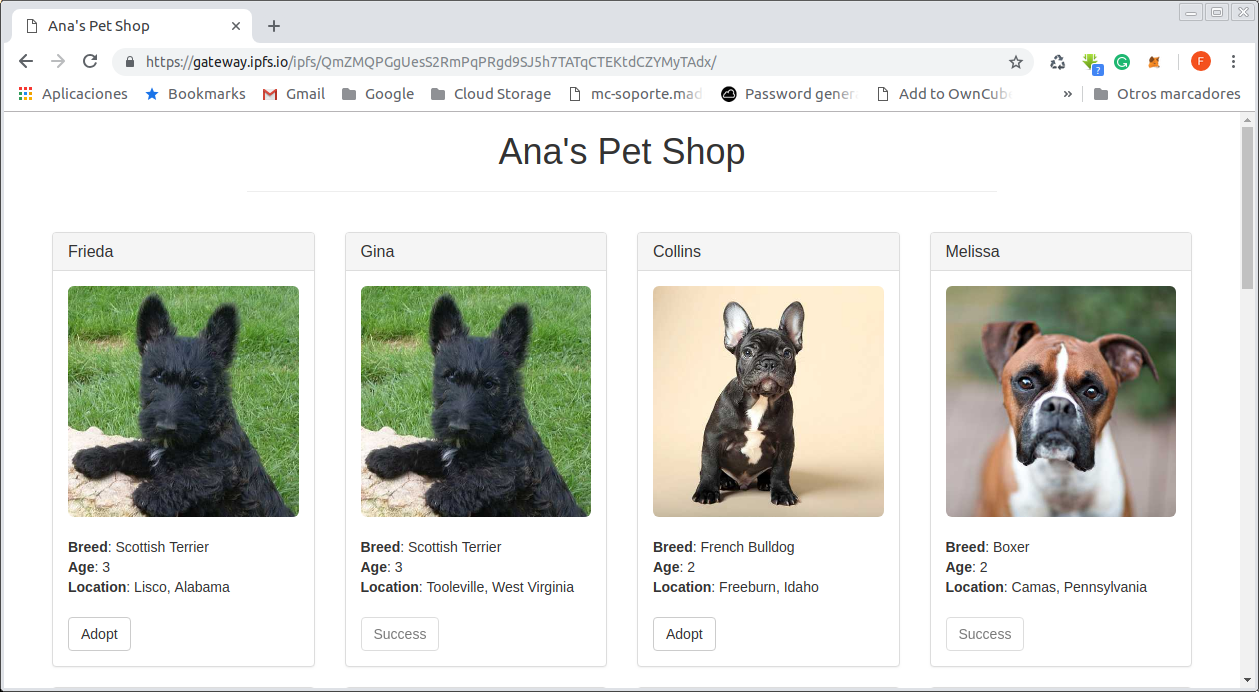 Ana's Pet Shop
https://gateway.ipfs.io/ipfs/QmZMQPGgUesS2RmPqPRgd9SJ5h7TATqCTEKtdCZYMyTAdx/
?
F
Aplicaciones Bookmarks Gmail Google Cloud Storage mc-soporte.mad Password gener Add to OwnCub » Otros marcadores
Ana's Pet Shop
Frieda Gina Collins Melissa
Breed: Scottish Terrier Breed: Scottish Terrier Breed: French Bulldog Breed: Boxer
Age: 3 Age: 3 Age: 2 Age: 2
Location: Lisco, Alabama Location: Tooleville, West Virginia Location: Freeburn, Idaho Location: Camas, Pennsylvania
Adopt Success Adopt Success